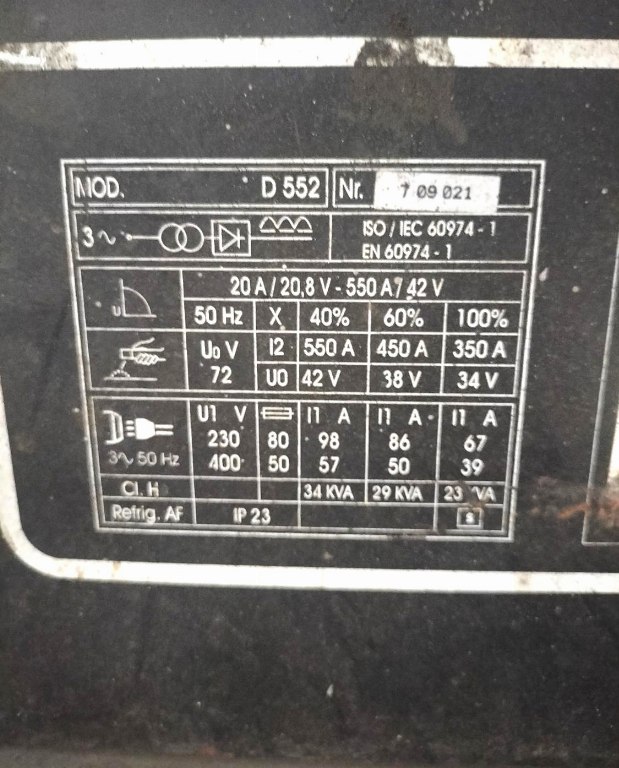 MOD. D 552 Nr. 7 09 021
3~ ISO / IEC 60974 - 1
EN 60974 - 1
20 A / 20,8 V - 550 A / 42 V
50 Hz X 40% 60% 100%
U0 V I2 550 A 450 A 350 A
72 U0 42 V 38 V 34 V
U
U1 V I1 A I1 A I1 A
230 80 98 86 67
3~ 50 Hz 400 50 57 50 39
Cl. H 34 KVA 29 KVA 23 VA
Refrig. AF IP 23 S